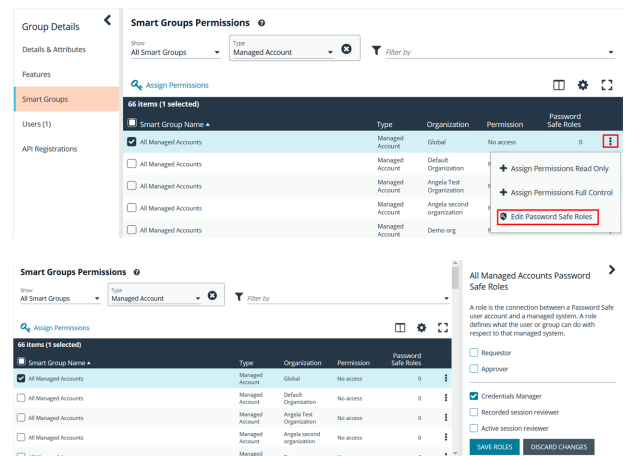 Group Details
Details & Attributes
Features
Smart Groups
Users (1)
API Registrations
Smart Groups Permissions
Show
All Smart Groups
Type
Managed Account
Filter by
Assign Permissions
66 items (1 selected)
Smart Group Name Type Organization Permission Password Safe Roles
All Managed Accounts Managed Account Global No access 0
All Managed Accounts Managed Account Default Organization
All Managed Accounts Managed Account Angela Test Organization
All Managed Accounts Managed Account Angela second organization
All Managed Accounts Managed Account Demo org
Assign Permissions Read Only
Assign Permissions Full Control
Edit Password Safe Roles
Smart Groups Permissions
Show
All Smart Groups
Type
Managed Account
Filter by
Assign Permissions
66 items (1 selected)
Smart Group Name Type Organization Permission Password Safe Roles
All Managed Accounts Managed Account Global No access 0
All Managed Accounts Managed Account Default Organization No access 0
All Managed Accounts Managed Account Angela Test Organization No access 0
All Managed Accounts Managed Account Angela second organization No access 0
Managed
All Managed Accounts Password
Safe Roles
A role is the connection between a Password Safe
user account and a managed system. A role
defines what the user or group can do with
respect to that managed system.
Requestor
Approver
Credentials Manager
Recorded session reviewer
Active session reviewer
SAVE ROLES
DISCARD CHANGES